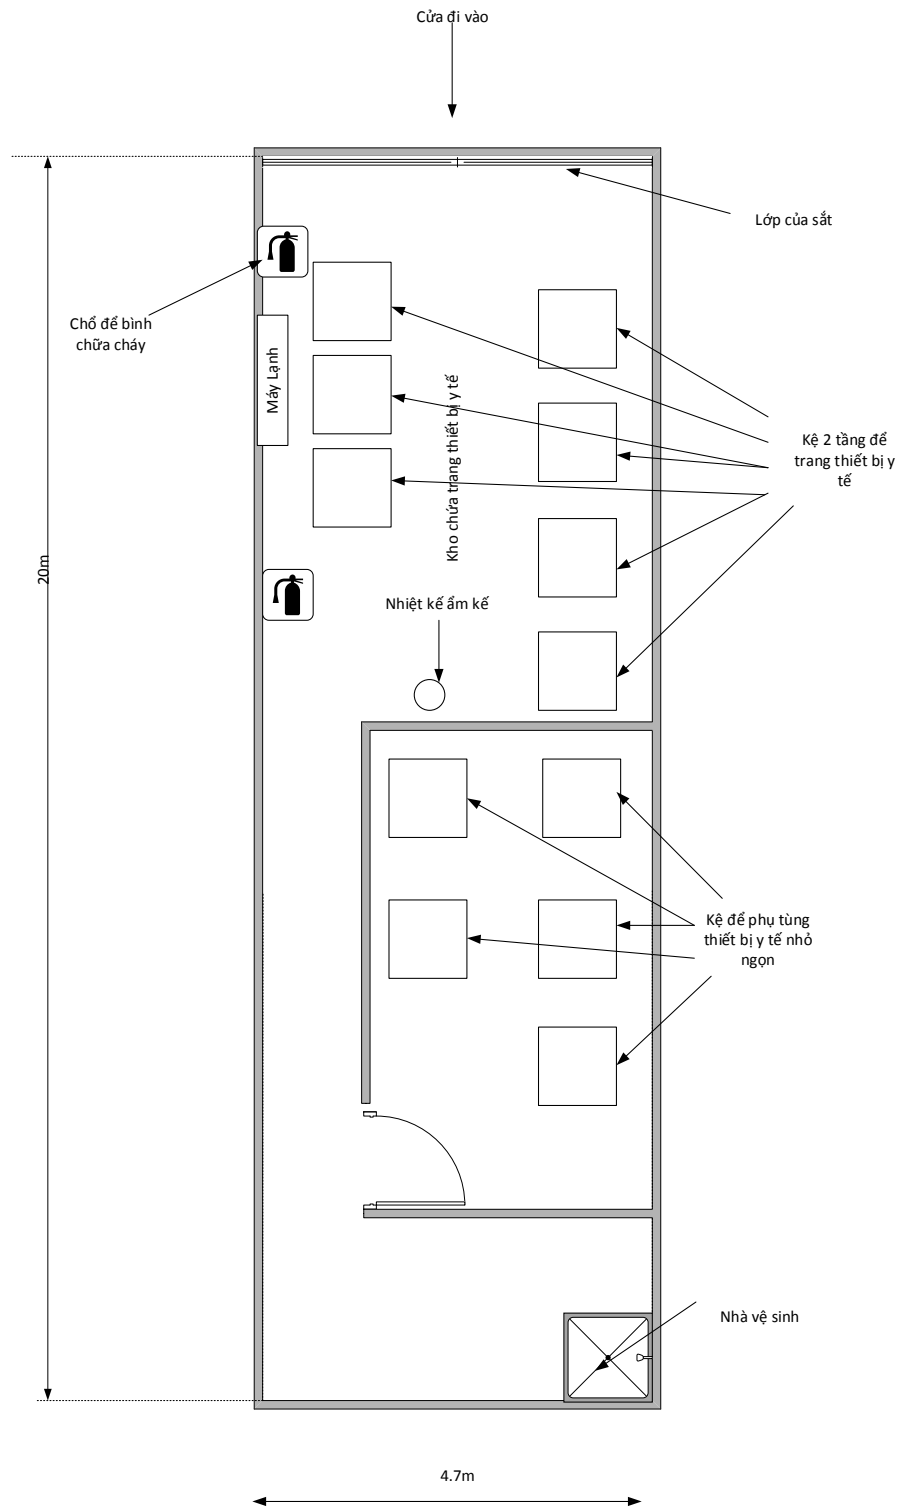 Cửa đi vào
Lớp của sắt
Chổ để bình
chữa cháy
Máy Lạnh
Kho chứa trang thiết bị y tế
Kệ 2 tầng để
trang thiết bị y
tế
20m
Nhiệt kế ẩm kế
Kệ để phụ tùng
thiết bị y tế nhỏ
ngọn
Nhà vệ sinh
4.7m